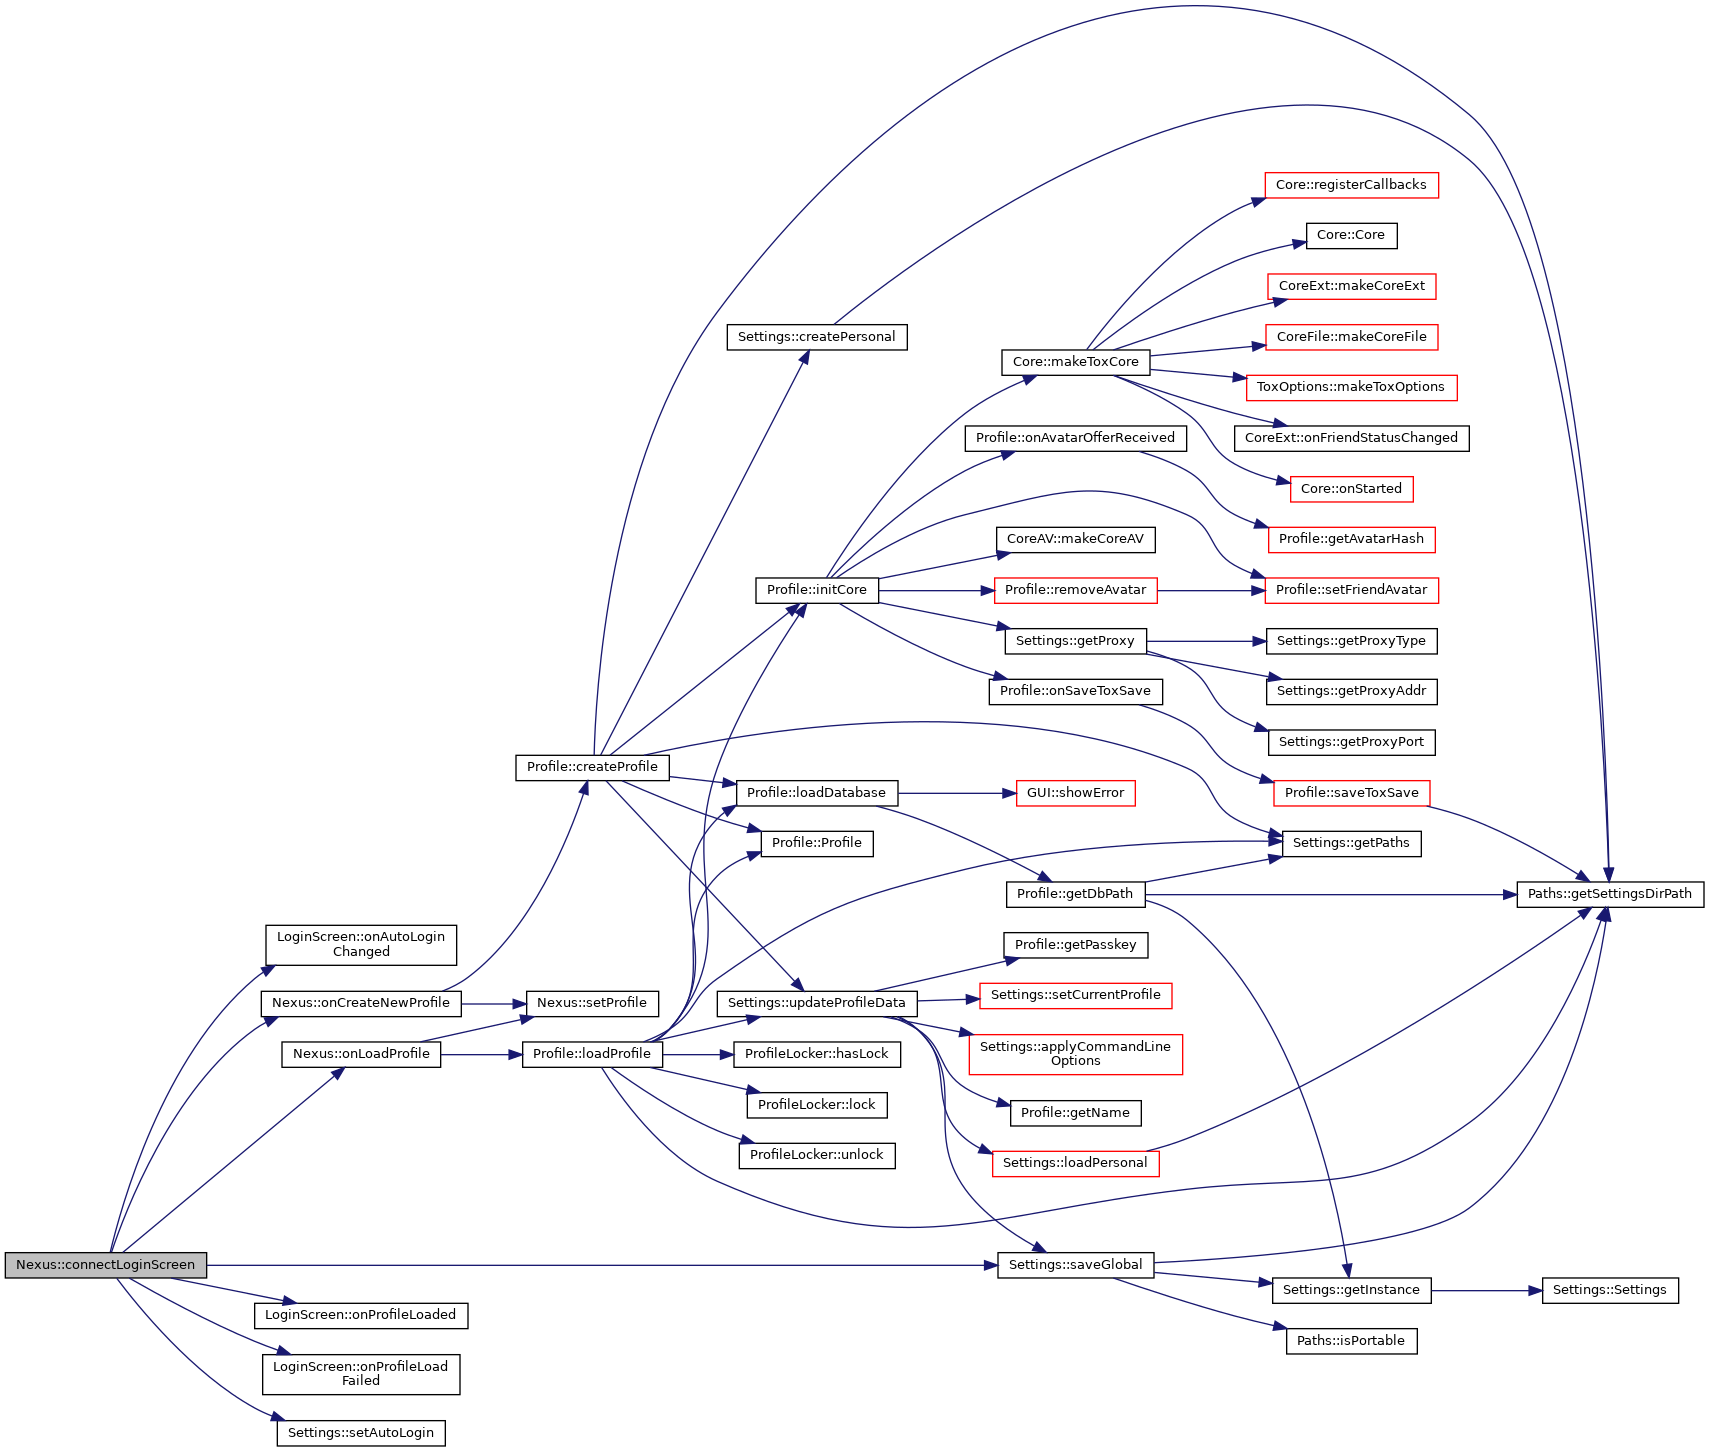 Core::registerCallbacks
Core::Core
CoreExt::makeCoreExt
Settings::createPersonal
CoreFile::makeCoreFile
Core::makeToxCore
ToxOptions::makeToxOptions
Profile::onAvatarOfferReceived
CoreExt::onFriendStatusChanged
Core::onStarted
CoreAV::makeCoreAV
Profile::getAvatarHash
Profile::initCore
Profile::removeAvatar
Profile::setFriendAvatar
Settings::getProxy
Settings::getProxyType
Profile::onSaveToxSave
Settings::getProxyAddr
Settings::getProxyPort
Profile::createProfile
Profile::loadDatabase
GUI::showError
Profile::saveToxSave
Profile::Profile
Settings::getPaths
Profile::getDbPath
Paths::getSettingsDirPath
LoginScreen::onAutoLogin
Changed
Profile::getPasskey
Nexus::onCreateNewProfile
Nexus::setProfile
Settings::updateProfileData
Settings::setCurrentProfile
Nexus::onLoadProfile
Profile::loadProfile
ProfileLocker::hasLock
Settings::applyCommandLine
Options
ProfileLocker::lock
Profile::getName
ProfileLocker::unlock
Settings::loadPersonal
Nexus::connectLoginScreen
Settings::saveGlobal
Settings::getInstance
Settings::Settings
LoginScreen::onProfileLoaded
Paths::isPortable
LoginScreen::onProfileLoad
Failed
Settings::setAutoLogin